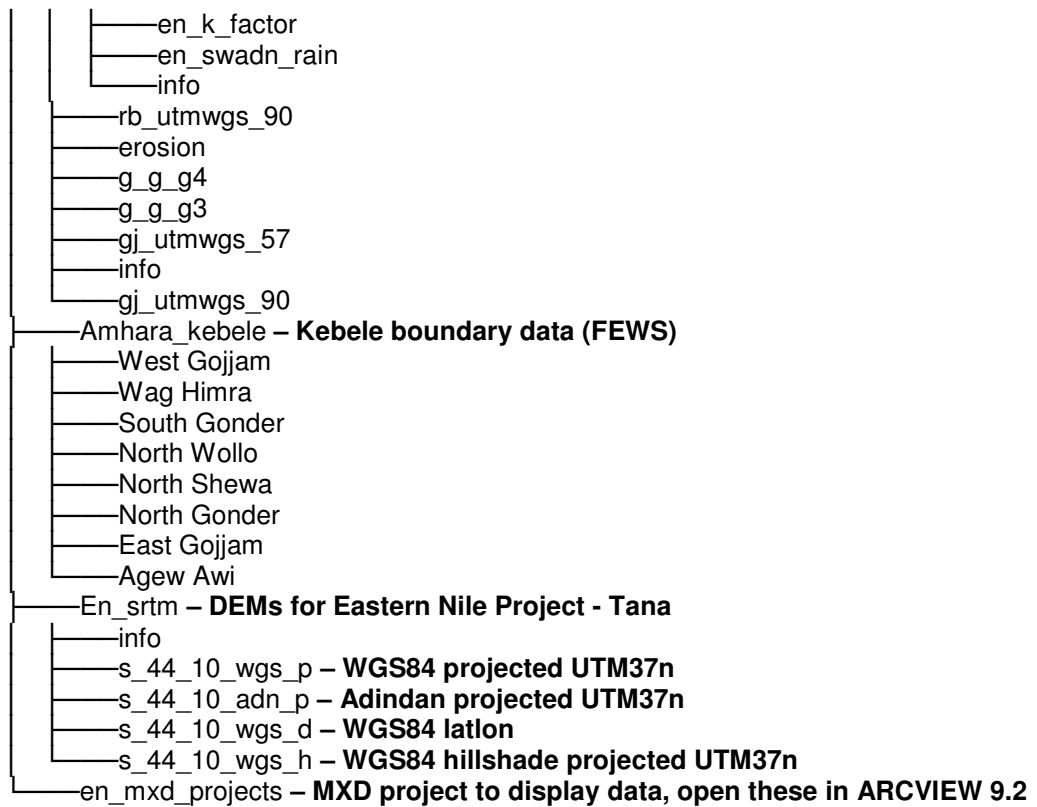 en_k_factor
en_swadn_rain
info
rb_utmwgs_90
erosion
g_g_g4
g_g_g3
gj_utmwgs_57
info
gj_utmwgs_90
Amhara_kebele – Kebele boundary data (FEWS)
West Gojjam
Wag Himra
South Gonder
North Wollo
North Shewa
North Gonder
East Gojjam
Agew Awi
En_srtm – DEMs for Eastern Nile Project - Tana
info
s_44_10_wgs_p – WGS84 projected UTM37n
s_44_10_adn_p – Adindan projected UTM37n
s_44_10_wgs_d – WGS84 latlon
s_44_10_wgs_h – WGS84 hillshade projected UTM37n
en_mxd_projects – MXD project to display data, open these in ARCVIEW 9.2